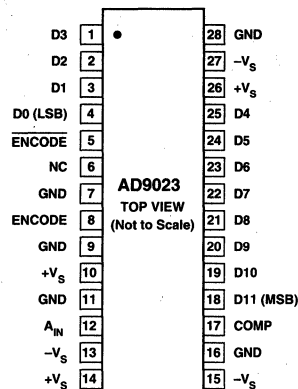 D3 1 28 GND
D2 2 27 –VS
D1 3 26 +VS
D0 (LSB) 4 25 D4
ENCODE 5 24 D5
NC 6 23 D6
GND 7 22 D7
AD9023
TOP VIEW
(Not to Scale)
ENCODE 8 21 D8
GND 9 20 D9
+VS 10 19 D10
GND 11 18 D11 (MSB)
AIN 12 17 COMP
–VS 13 16 GND
+VS 14 15 –VS